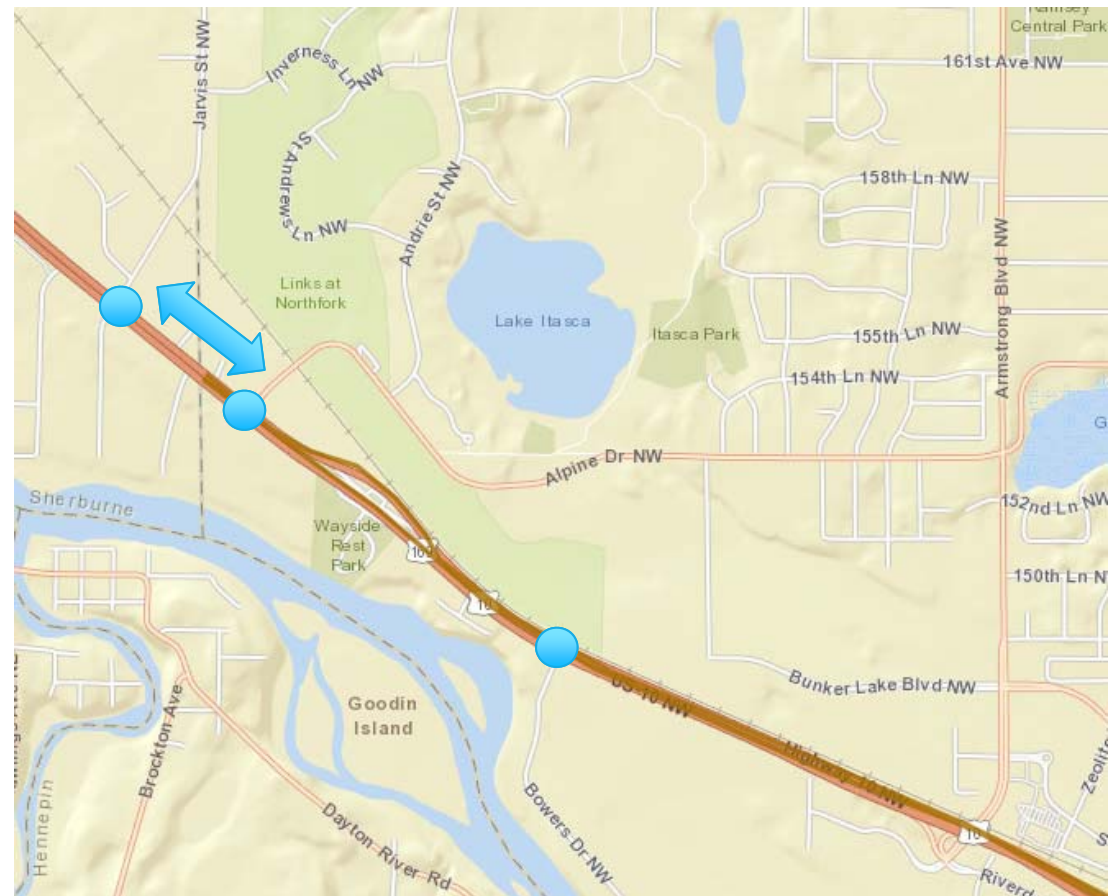 Ramsey
Central Park
161st Ave NW
Jarvis St NW
Inverness Ln
NW
St Andrews Ln NW
Andrie St NW
158th Ln NW
Armstrong Blvd NW
Links at
Northfork
Lake Itasca
Itasca Park
155th Ln NW
154th Ln NW
G
Alpine Dr NW
152nd Ln NW
Sherburne
Wayside
Rest
Park
169
10
150th Ln N
Bunker Lake Blvd NW
US-10 NW
Goodin
Island
Brockton Ave
Hennepin
Highway 10 NW
Zeolite
Bowers Dr NW
Dayton River Rd
10
S
Riverd